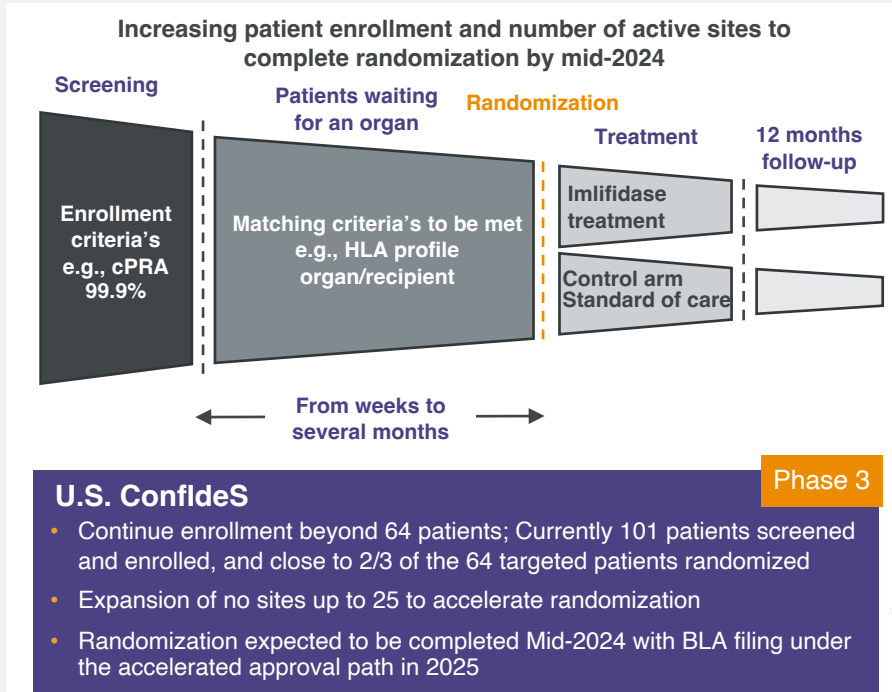 Increasing patient enrollment and number of active sites to
complete randomization by mid-2024
Screening
Patients waiting
for an organ
Randomization
Treatment
12 months
follow-up
Enrollment
criteria's
e.g., cPRA
99.9%
Matching criteria's to be met
e.g., HLA profile
organ/recipient
Imlifidase
treatment
Control arm
Standard of care
From weeks to
several months
Phase 3
U.S. ConfIdeS
• Continue enrollment beyond 64 patients; Currently 101 patients screened
and enrolled, and close to 2/3 of the 64 targeted patients randomized
• Expansion of no sites up to 25 to accelerate randomization
• Randomization expected to be completed Mid-2024 with BLA filing under
the accelerated approval path in 2025